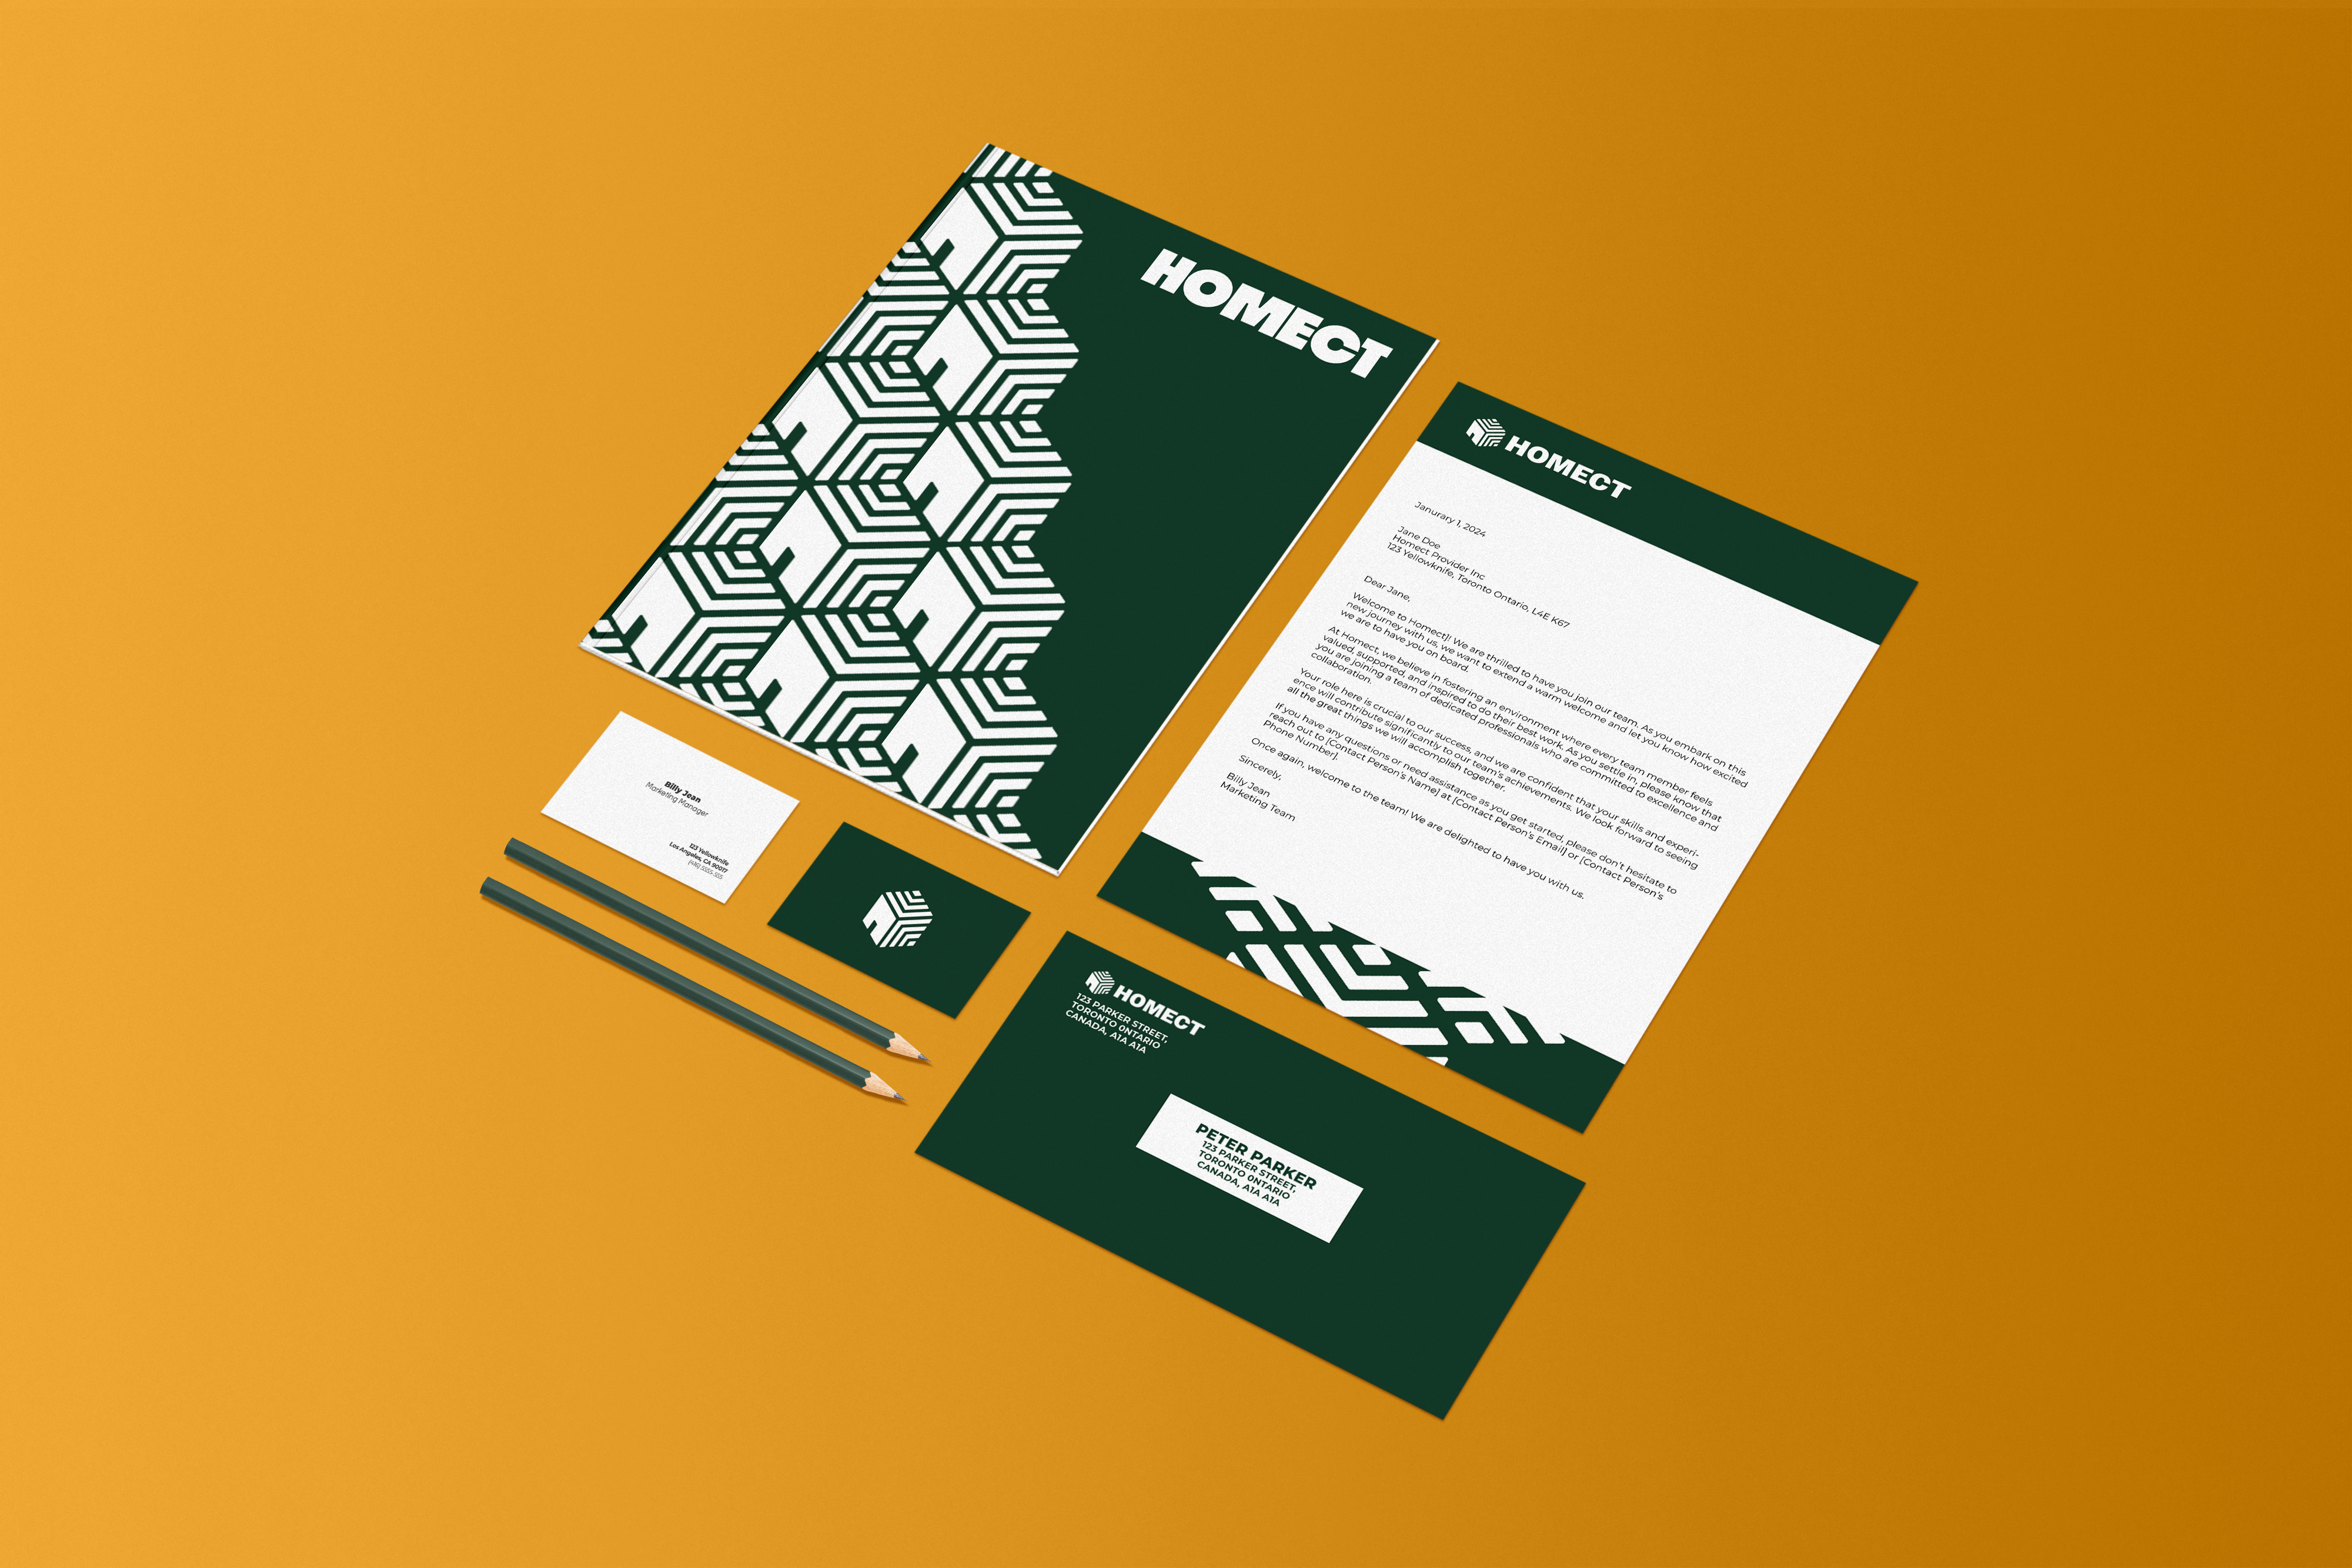 HOMECT
HOMECT
Janurary 1, 2024
Jane Doe
Homect Provider Inc
123 Yellowknife, Toronto Ontario, L4E K67
Dear Jane,
Welcome to Homect]! We are thrilled to have you join our team. As you embark on this
new journey with us, we want to extend a warm welcome and let you know how excited
we are to have you on board.
At Homect, we believe in fostering an environment where every team member feels
valued, supported, and inspired to do their best work. As you settle in, please know that
you are joining a team of dedicated professionals who are committed to excellence and
collaboration.
Your role here is crucial to our success, and we are confident that your skills and experi-
ence will contribute significantly to our team's achievements. We look forward to seeing
all the great things we will accomplish together.
If you have any questions or need assistance as you get started, please don't hesitate to
reach out to [Contact Person's Name] at [Contact Person's Email] or [Contact Person's
Phone Number].
Once again, welcome to the team! We are delighted to have you with us.
Sincerely,
Billy Jean
Marketing Team
Billy Jean
Marketing Manager
123 Yellowknife
Los Angeles, CA 90017
(416) 5555-555
HOMECT
123 PARKER STREET,
TORONTO 0NTARIO
CANADA, A1A A1A
PETER PARKER
123 PARKER STREET,
TORONTO 0NTARIO
CANADA, A1A A1A